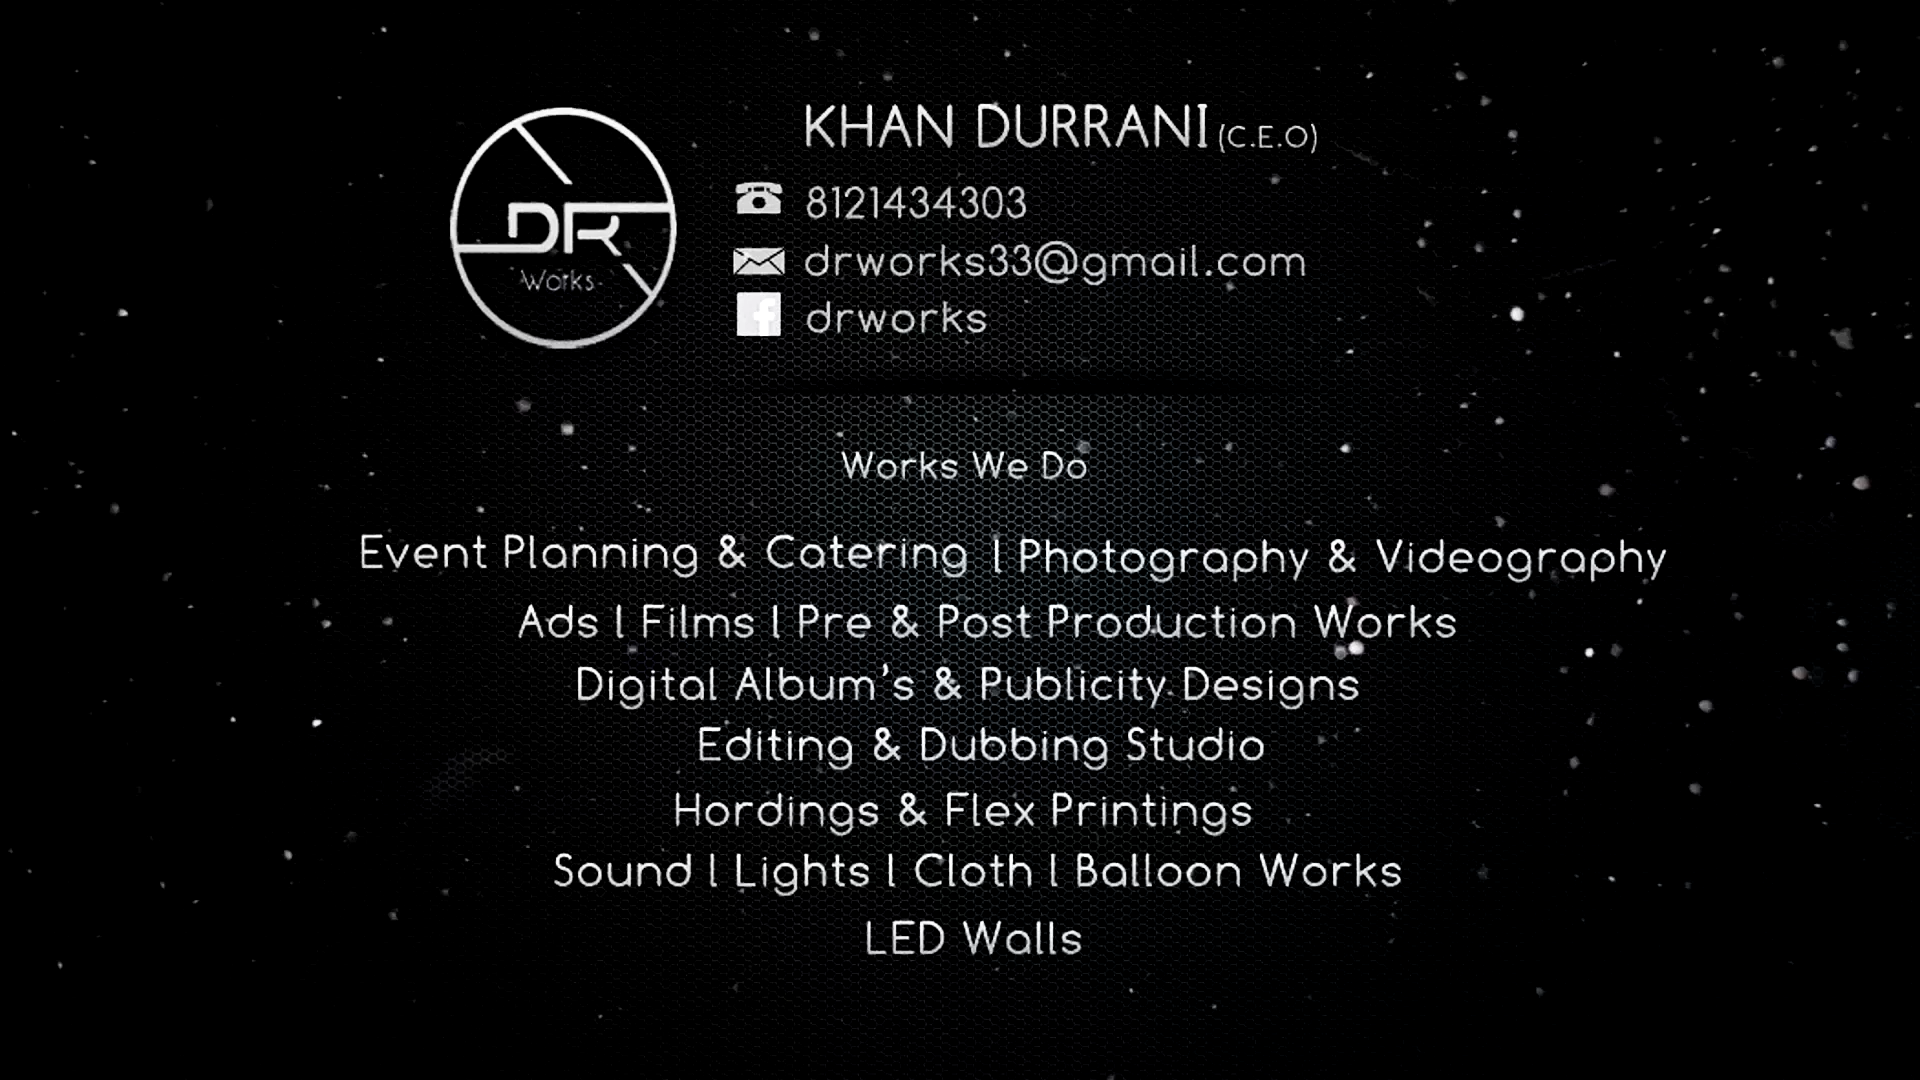 KHAN DURRANI (C.E.O)
8121434303
drworks33@gmail.com
f drworks
DR
Works
Works We Do
Event Planning & Catering l Photography & Videography
Ads l Films l Pre & Post Production Works
Digital Album's & Publicity Designs
Editing & Dubbing Studio
Hordings & Flex Printings
Sound l Lights l Cloth l Balloon Works
LED Walls